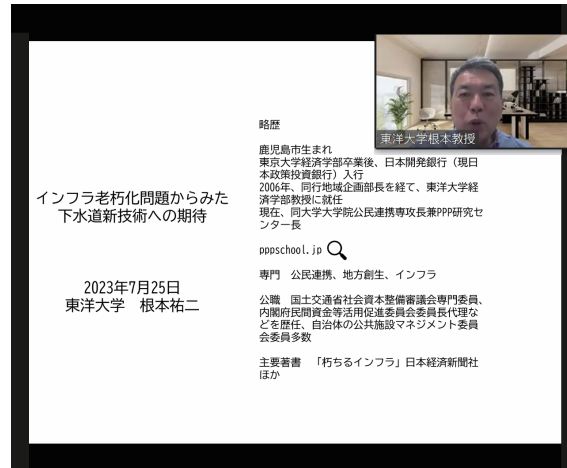 インフラ老朽化問題からみた
下水道新技術への期待
2023年7月25日
東洋大学 根本祐二
略歴
鹿児島市生まれ
東京大学経済学部卒業後、日本開発銀行（現日
本政策投資銀行）入行
2006年、同行地域企画部長を経て、東洋大学経
済学部教授に就任
現在、同大学大学院公民連携専攻長兼PPP研究セ
ンター長
pppschool.jp
専門 公民連携、地方創生、インフラ
公職 国土交通省社会資本整備審議会専門委員、
内閣府民間資金等活用促進委員会委員長代理な
どを歴任、自治体の公共施設マネジメント委員
会委員多数
主要著書 「朽ちるインフラ」日本経済新聞社
ほか
東洋大学根本教授